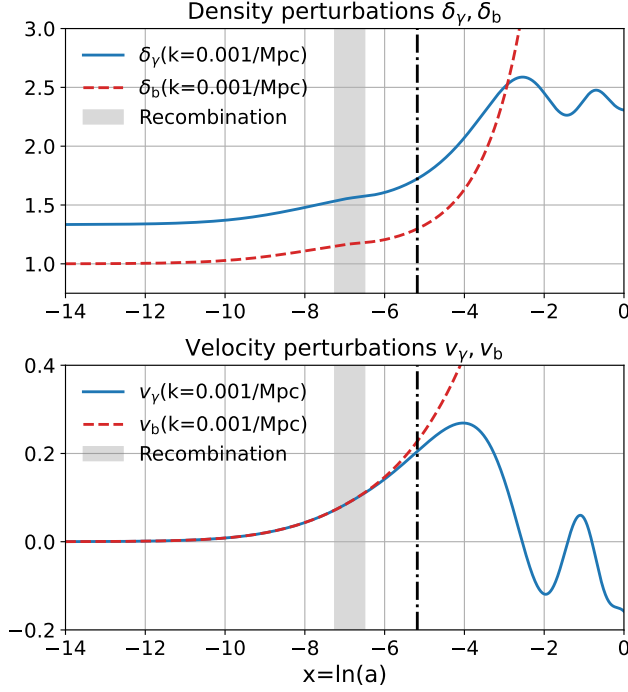 Density perturbations δγ, δb
3.0
2.5
2.0
1.5
1.0
δγ(k=0.001/Mpc)
δb(k=0.001/Mpc)
Recombination
−14 −12 −10 −8 −6 −4 −2 0
Velocity perturbations vγ, vb
0.4
0.2
0.0
−0.2
vγ(k=0.001/Mpc)
vb(k=0.001/Mpc)
Recombination
−14 −12 −10 −8 −6 −4 −2 0
x=ln(a)